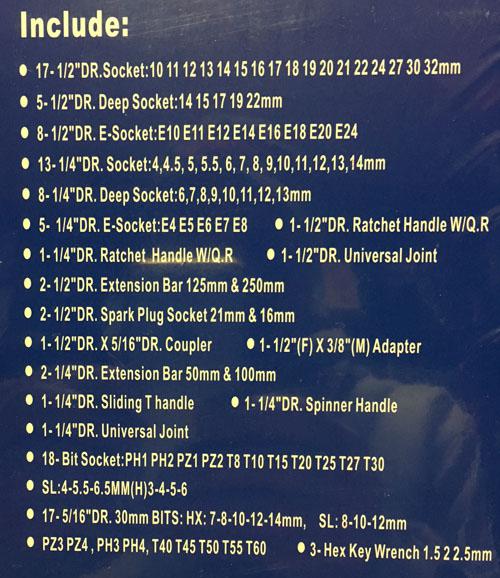 Include:
• 17-1/2"DR.Socket:10 11 12 13 14 15 16 17 18 19 20 21 22 24 27 30 32mm
• 5-1/2"DR. Deep Socket:14 15 17 19 22mm
• 8-1/2"DR. E-Socket:E10 E11 E12 E14 E16 E18 E20 E24
• 13-1/4"DR. Socket:4,4.5, 5, 5.5, 6, 7, 8, 9,10,11,12,13,14mm
• 8-1/4"DR. Deep Socket:6,7,8,9,10,11,12,13mm
• 5- 1/4"DR. E-Socket:E4 E5 E6 E7 E8 • 1-1/2"DR. Ratchet Handle W/Q.R
• 1-1/4"DR. Ratchet Handle W/Q.R • 1-1/2"DR. Universal Joint
• 2-1/2"DR. Extension Bar 125mm & 250mm
• 2-1/2"DR. Spark Plug Socket 21mm & 16mm
• 1-1/2"DR. X 5/16"DR. Coupler • 1-1/2"(F) X 3/8"(M) Adapter
• 2-1/4"DR. Extension Bar 50mm & 100mm
• 1-1/4"DR. Sliding T handle • 1-1/4"DR. Spinner Handle
• 1-1/4"DR. Universal Joint
• 18-Bit Socket:PH1 PH2 PZ1 PZ2 T8 T10 T15 T20 T25 T27 T30
• SL:4-5.5-6.5MM(H)3-4-5-6
• 17-5/16"DR. 30mm BITS: HX: 7-8-10-12-14mm, SL: 8-10-12mm
• PZ3 PZ4 , PH3 PH4, T40 T45 T50 T55 T60 • 3-Hex Key Wrench 1.5 2 2.5mm